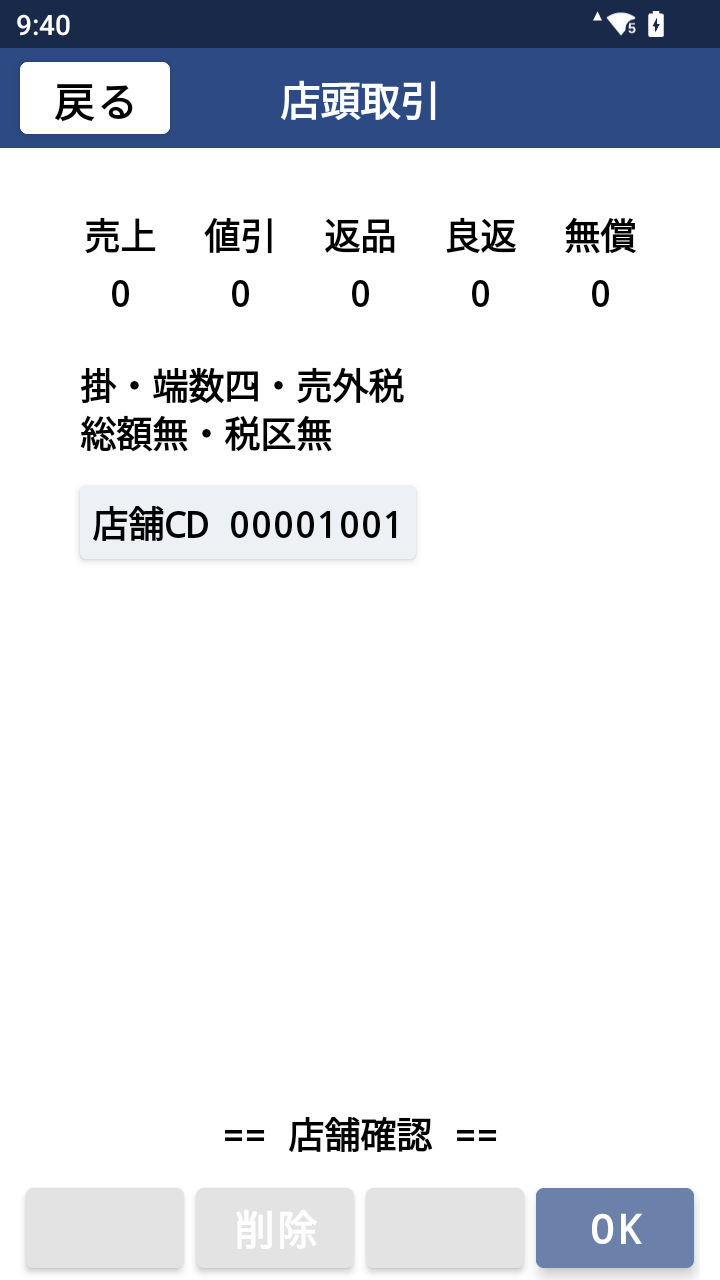 9:40
戻る
店頭取引
売上 値引 返品 良返 無償
0 0 0 0 0
掛・端数四・売外税
総額無・税区無
店舗CD 00001001
== 店舗確認 ==
削除 OK